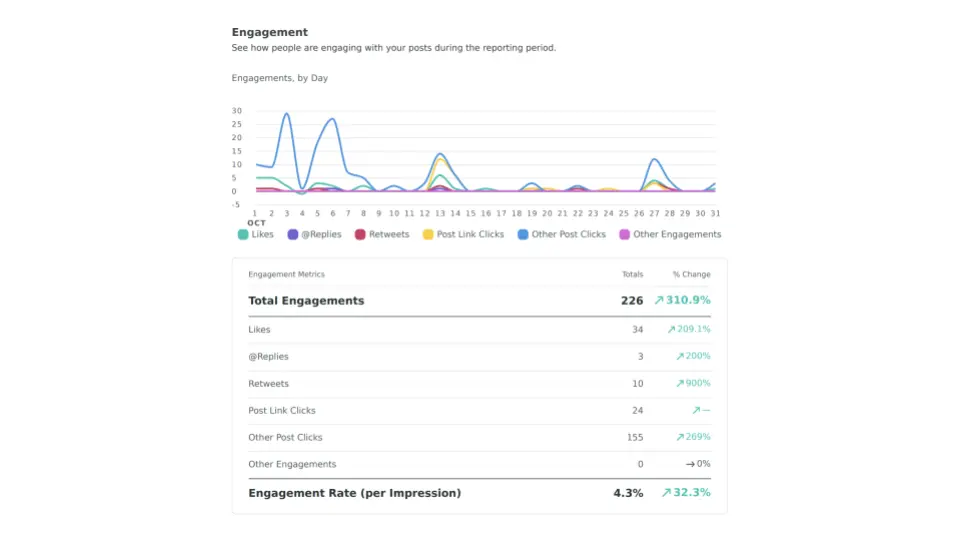 Engagement
See how people are engaging with your posts during the reporting period.
Engagements, by Day
30
25
20
15
10
5
0
-5
1 2 3 4 5 6 7 8 9 10 11 12 13 14 15 16 17 18 19 20 21 22 23 24 25 26 27 28 29 30 31
OCT
Likes @Replies Retweets Post Link Clicks Other Post Clicks Other Engagements
Engagement Metrics Totals % Change
Total Engagements 226 ↗ 310.9%
Likes 34 ↗ 209.1%
@Replies 3 ↗ 200%
Retweets 10 ↗ 900%
Post Link Clicks 24 ↗ —
Other Post Clicks 155 ↗ 269%
Other Engagements 0 → 0%
Engagement Rate (per Impression) 4.3% ↗ 32.3%